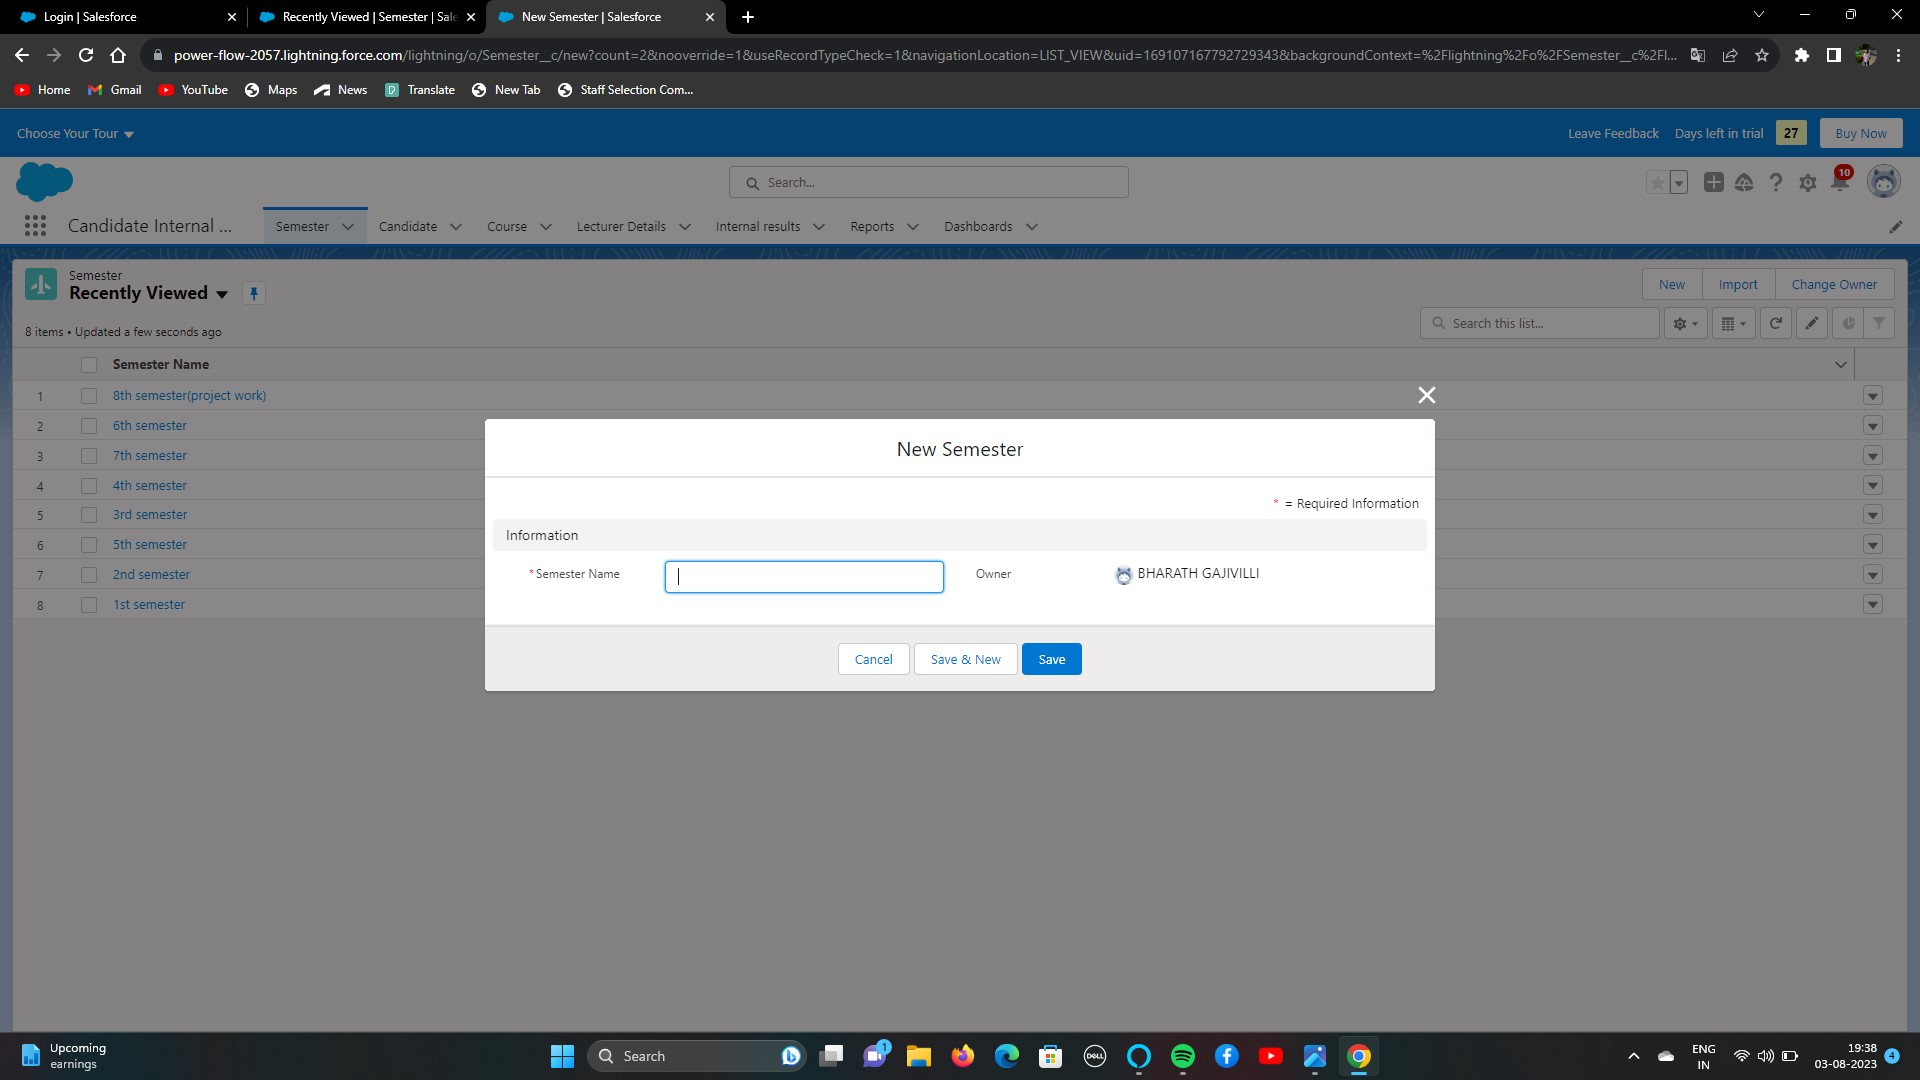 Login | Salesforce
Recently Viewed | Semester | Sale
New Semester | Salesforce
power-flow-2057.lightning.force.com/lightning/o/Semester__c/new?count=2&nooverride=1&useRecordTypeCheck=1&navigationLocation=LIST_VIEW&uid=169107167792729343&backgroundContext=%2Flightning%2Fo%2FSemester__c%2Fl...
Home
Gmail
YouTube
Maps
News
Translate
New Tab
Staff Selection Com...
Choose Your Tour
Leave Feedback
Days left in trial
27
Buy Now
Search...
10
Candidate Internal ...
Semester
Candidate
Course
Lecturer Details
Internal results
Reports
Dashboards
Semester
Recently Viewed
New
Import
Change Owner
8 items • Updated a few seconds ago
Search this list...
Semester Name
1 8th semester(project work)
2 6th semester
3 7th semester
4 4th semester
5 3rd semester
6 5th semester
7 2nd semester
8 1st semester
New Semester
* = Required Information
Information
*Semester Name
Owner
BHARATH GAJIVILLI
Cancel
Save & New
Save
Upcoming
earnings
Search
1
DELL
ENG
IN
19:38
03-08-2023
4